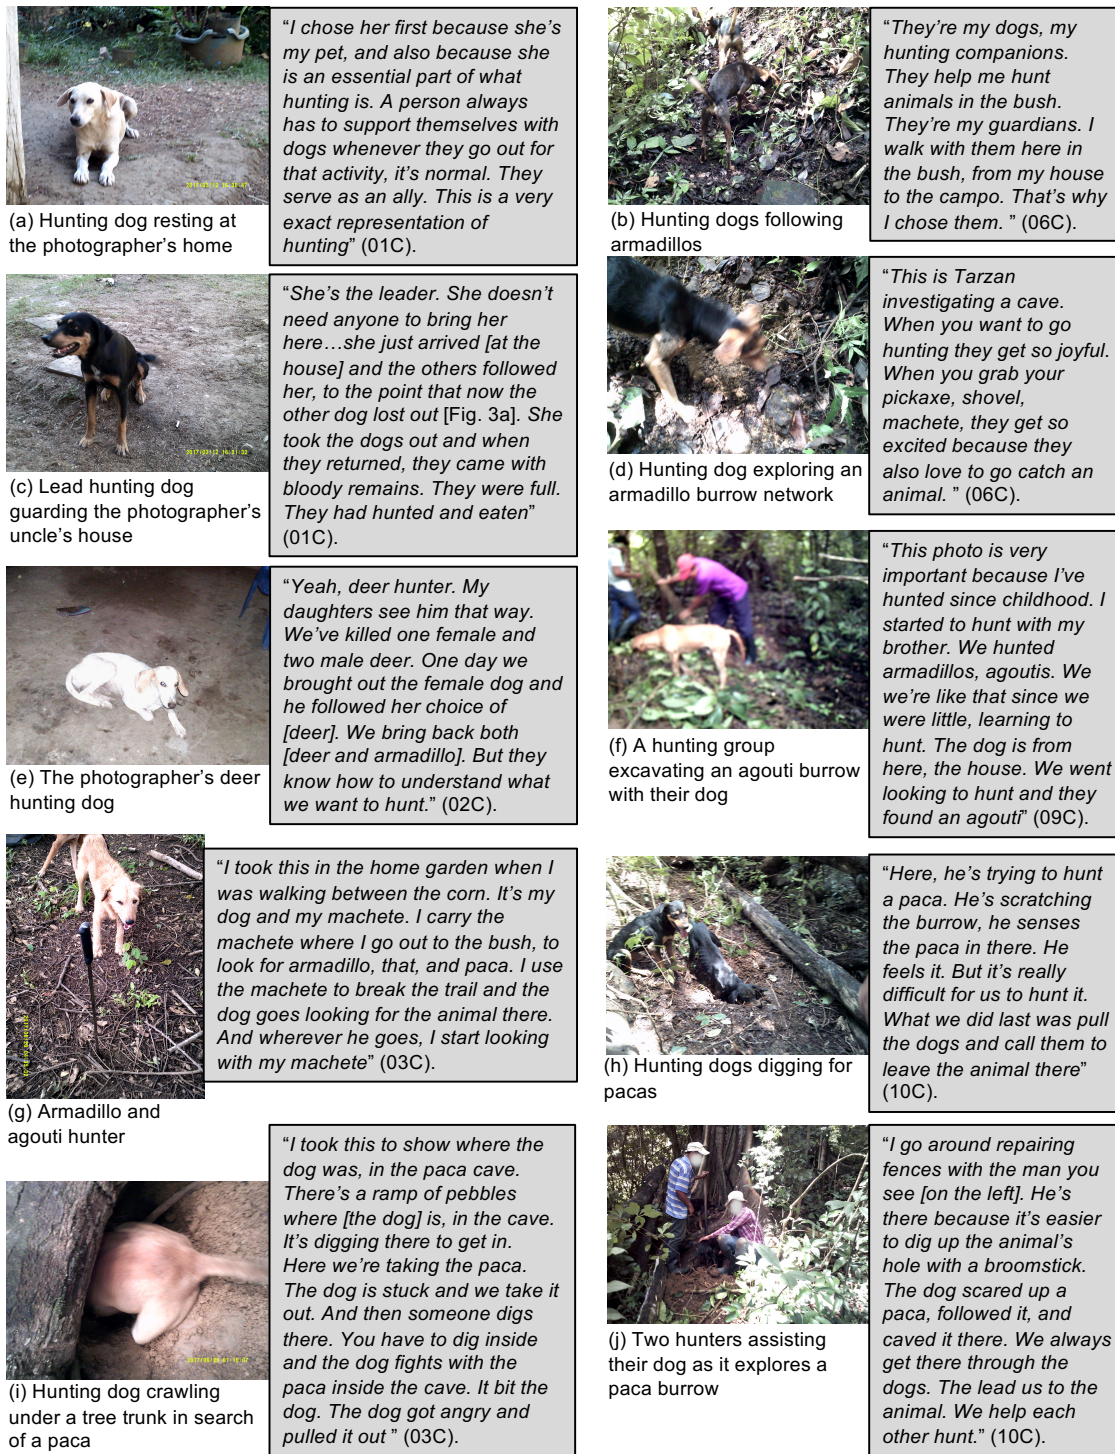 “I chose her first because she’s
my pet, and also because she
is an essential part of what
hunting is. A person always
has to support themselves with
dogs whenever they go out for
that activity, it’s normal. They
serve as an ally. This is a very
exact representation of
hunting” (01C).
(a) Hunting dog resting at
the photographer’s home
“They’re my dogs, my
hunting companions.
They help me hunt
animals in the bush.
They’re my guardians. I
walk with them here in
the bush, from my house
to the campo. That’s why
I chose them. ” (06C).
(b) Hunting dogs following
armadillos
“She’s the leader. She doesn’t
need anyone to bring her
here…she just arrived [at the
house] and the others followed
her, to the point that now the
other dog lost out [Fig. 3a]. She
took the dogs out and when
they returned, they came with
bloody remains. They were full.
They had hunted and eaten”
(01C).
(c) Lead hunting dog
guarding the photographer’s
uncle’s house
“This is Tarzan
investigating a cave.
When you want to go
hunting they get so joyful.
When you grab your
pickaxe, shovel,
machete, they get so
excited because they
also love to go catch an
animal. ” (06C).
(d) Hunting dog exploring an
armadillo burrow network
“Yeah, deer hunter. My
daughters see him that way.
We’ve killed one female and
two male deer. One day we
brought out the female dog and
he followed her choice of
[deer]. We bring back both
[deer and armadillo]. But they
know how to understand what
we want to hunt.” (02C).
(e) The photographer’s deer
hunting dog
“This photo is very
important because I’ve
hunted since childhood. I
started to hunt with my
brother. We hunted
armadillos, agoutis. We
we’re like that since we
were little, learning to
hunt. The dog is from
here, the house. We went
looking to hunt and they
found an agouti” (09C).
(f) A hunting group
excavating an agouti burrow
with their dog
“I took this in the home garden when I
was walking between the corn. It’s my
dog and my machete. I carry the
machete where I go out to the bush, to
look for armadillo, that, and paca. I use
the machete to break the trail and the
dog goes looking for the animal there.
And wherever he goes, I start looking
with my machete” (03C).
(g) Armadillo and
agouti hunter
“Here, he’s trying to hunt
a paca. He’s scratching
the burrow, he senses
the paca in there. He
feels it. But it’s really
difficult for us to hunt it.
What we did last was pull
the dogs and call them to
leave the animal there”
(10C).
(h) Hunting dogs digging for
pacas
“I took this to show where the
dog was, in the paca cave.
There’s a ramp of pebbles
where [the dog] is, in the cave.
It’s digging there to get in.
Here we’re taking the paca.
The dog is stuck and we take it
out. And then someone digs
there. You have to dig inside
and the dog fights with the
paca inside the cave. It bit the
dog. The dog got angry and
pulled it out ” (03C).
(i) Hunting dog crawling
under a tree trunk in search
of a paca
“I go around repairing
fences with the man you
see [on the left]. He’s
there because it’s easier
to dig up the animal’s
hole with a broomstick.
The dog scared up a
paca, followed it, and
caved it there. We always
get there through the
dogs. The lead us to the
animal. We help each
other hunt.” (10C).
(j) Two hunters assisting
their dog as it explores a
paca burrow